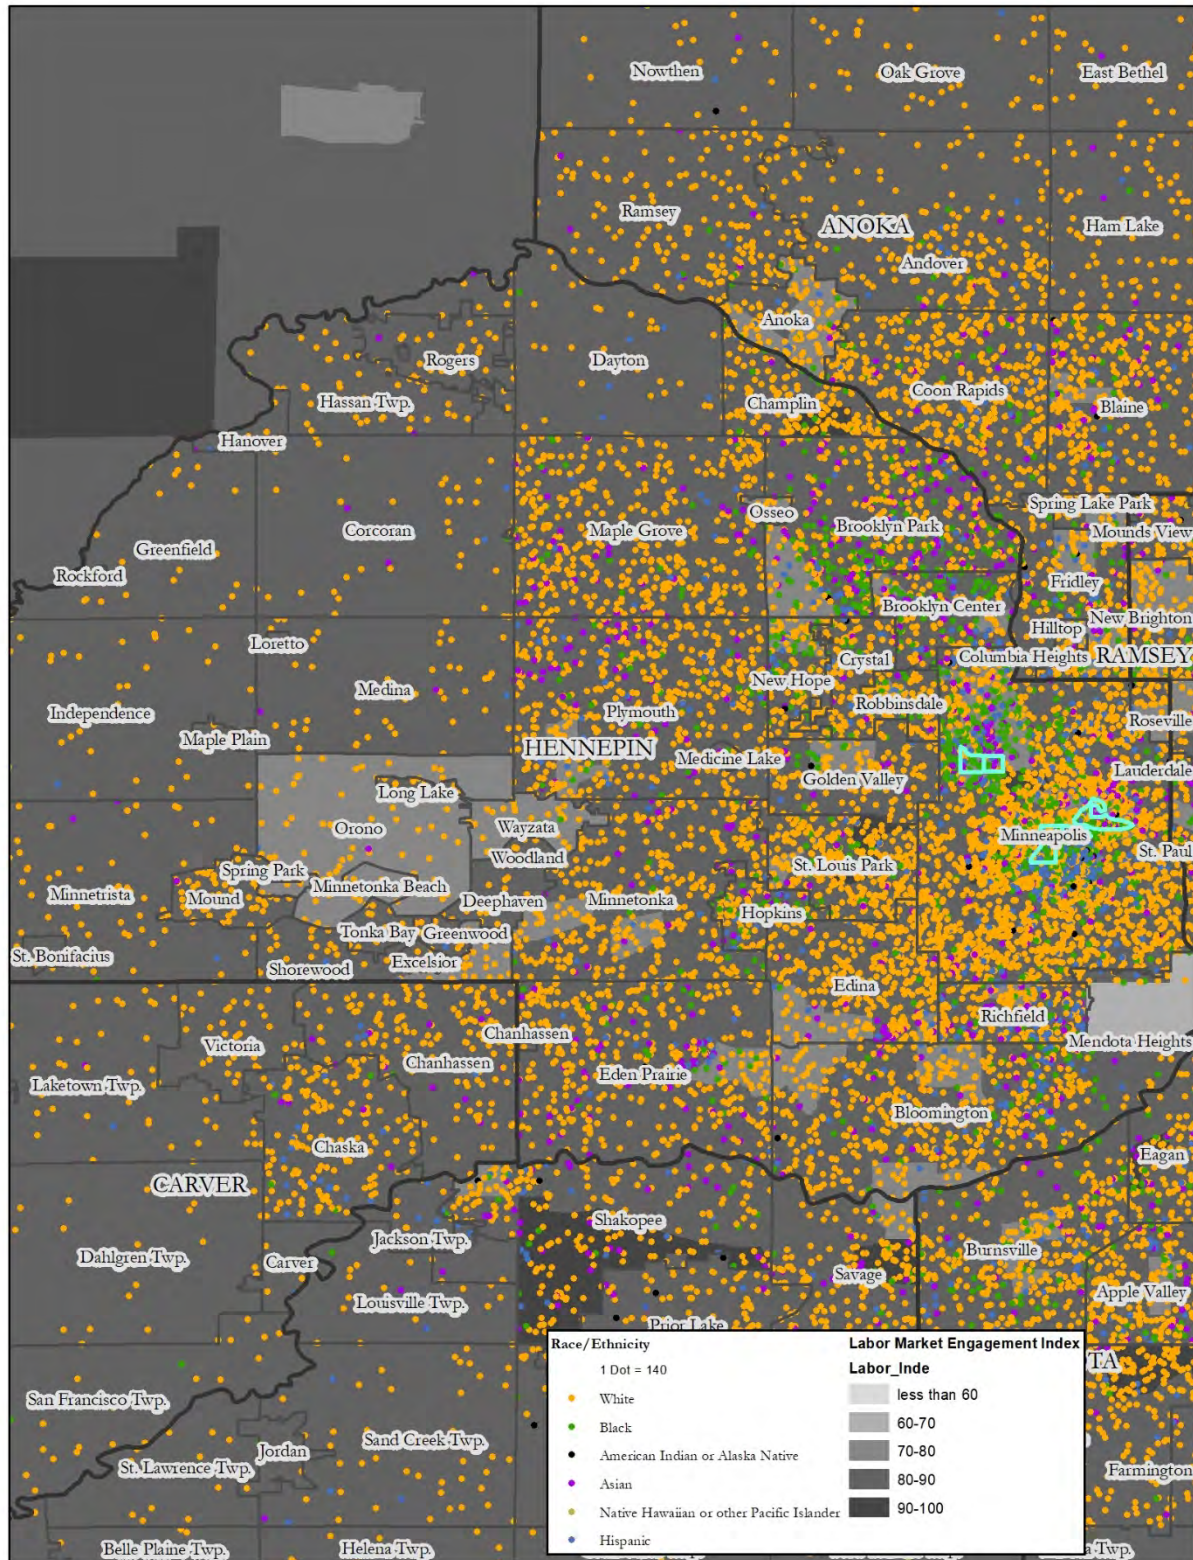 Nowthen
Oak Grove
East Bethel
Ramsey
ANOKA
Ham Lake
Andover
Anoka
Rogers
Dayton
Hassan Twp.
Champlin
Coon Rapids
Blaine
Hanover
Spring Lake Park
Osseo
Brooklyn Park
Mounds View
Maple Grove
Corcoran
Greenfield
Rockford
Fridley
Brooklyn Center
New Brighton
Hilltop
Loretto
Crystal
Columbia Heights
RAMSEY
New Hope
Medina
Robbinsdale
Independence
Plymouth
Roseville
Maple Plain
HENNEPIN
Medicine Lake
Golden Valley
Lauderdale
Long Lake
Orono
Wayzata
Minneapolis
St. Paul
Woodland
Spring Park
St. Louis Park
Minnetonka Beach
Minnetrista
Mound
Deephaven
Minnetonka
Hopkins
Tonka Bay
Greenwood
St. Bonifacius
Excelsior
Shorewood
Edina
Richfield
Victoria
Chanhassen
Mendota Heights
Chanhassen
Laketown Twp.
Eden Prairie
Bloomington
Chaska
Eagan
CARVER
Shakopee
Jackson Twp.
Dahlgren Twp.
Carver
Burnsville
Savage
Louisville Twp.
Apple Valley
Prior Lake
TA
San Francisco Twp.
Sand Creek Twp.
Jordan
St. Lawrence Twp.
Farmington
Belle Plaine Twp.
Helena Twp.
a Twp.
Race/Ethnicity
1 Dot = 140
White
Black
American Indian or Alaska Native
Asian
Native Hawaiian or other Pacific Islander
Hispanic
Labor Market Engagement Index
Labor_Inde
less than 60
60-70
70-80
80-90
90-100